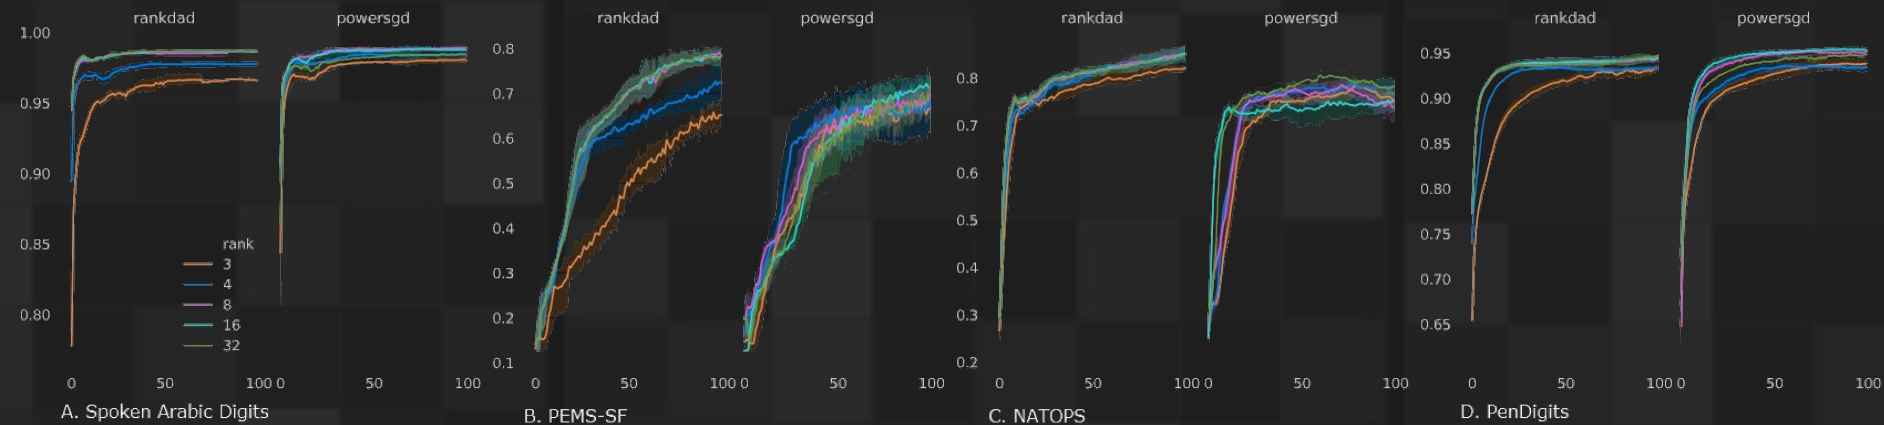 rankdad powersgd
1.00
0.95
0.90
0.85
0.80
rank
3
4
8
16
32
0 50 100 0 50 100
A. Spoken Arabic Digits
rankdad powersgd
0.8
0.7
0.6
0.5
0.4
0.3
0.2
0.1
0 50 100 0 50 100
B. PEMS-SF
rankdad powersgd
0.8
0.7
0.6
0.5
0.4
0.3
0.2
0 50 100 0 50 100
C. NATOPS
rankdad powersgd
0.95
0.90
0.85
0.80
0.75
0.70
0.65
0 50 100 0 50 100
D. PenDigits